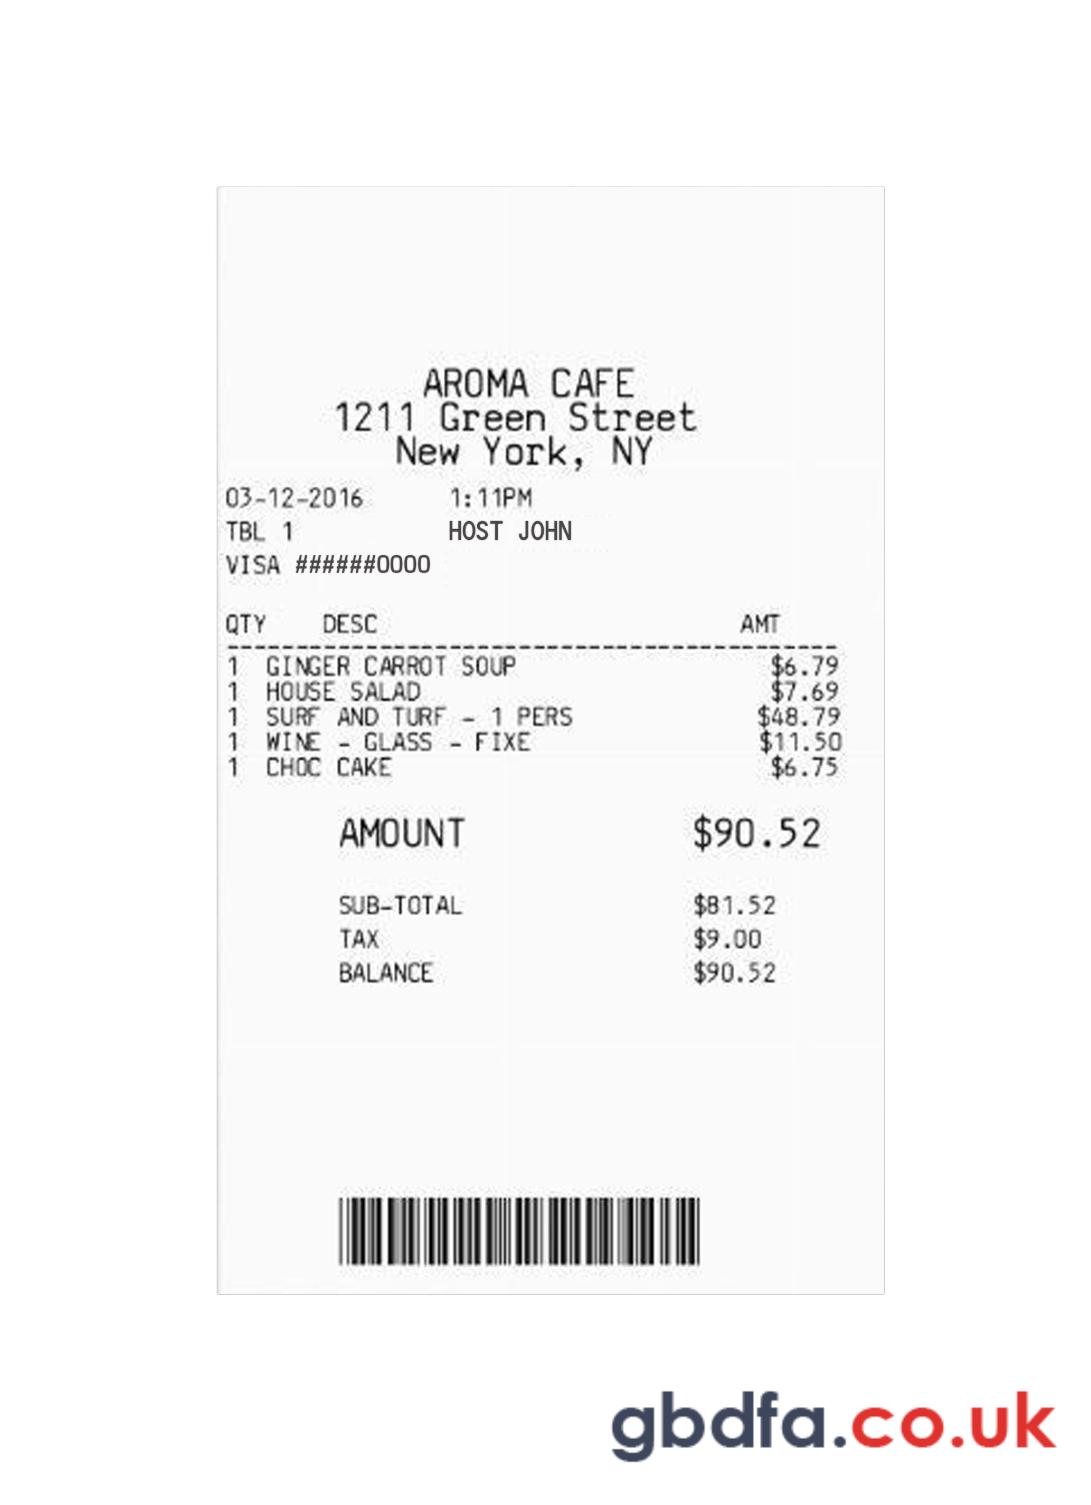 AROMA CAFE
1211 Green Street
New York, NY
03-12-2016 1:11PM
TBL 1 HOST JOHN
VISA ######0000
QTY DESC AMT
--------------------------------------------
1 GINGER CARROT SOUP $6.79
1 HOUSE SALAD $7.69
1 SURF AND TURF - 1 PERS $48.79
1 WINE - GLASS - FIXE $11.50
1 CHOC CAKE $6.75
AMOUNT $90.52
SUB-TOTAL $81.52
TAX $9.00
BALANCE $90.52
gbdfa.co.uk